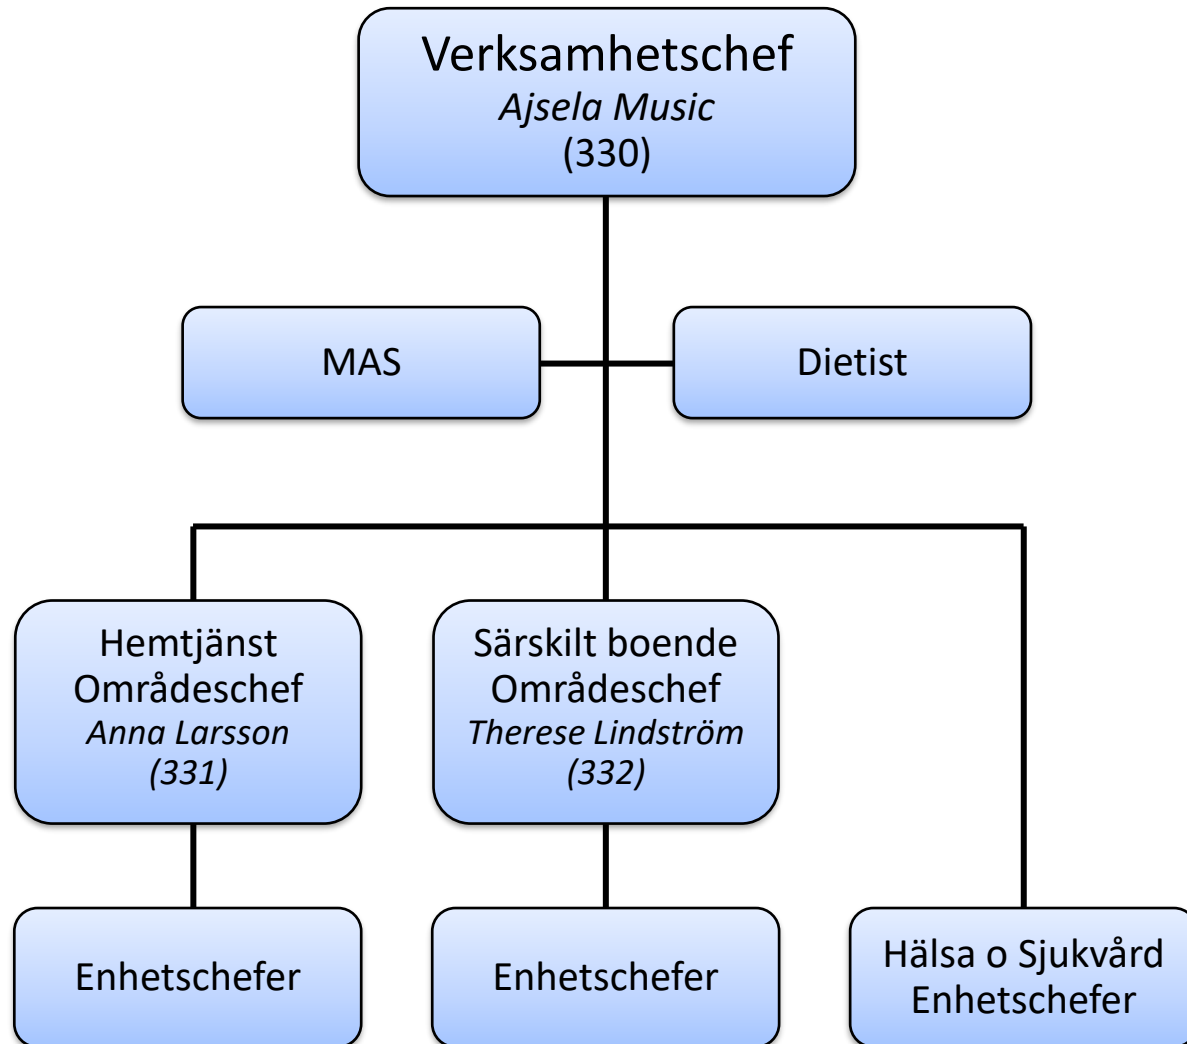 Verksamhetschef
Ajsela Music
(330)
MAS
Dietist
Hemtjänst
Områdeschef
Anna Larsson
(331)
Särskilt boende
Områdeschef
Therese Lindström
(332)
Enhetschefer
Enhetschefer
Hälsa o Sjukvård
Enhetschefer